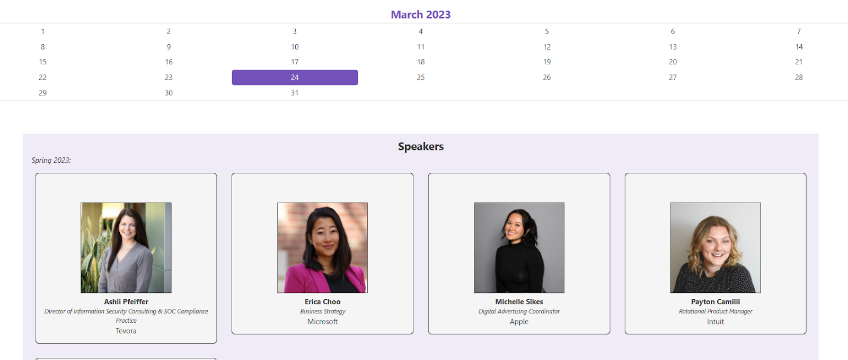 March 2023
1 2 3 4 5 6 7
8 9 10 11 12 13 14
15 16 17 18 19 20 21
22 23 24 25 26 27 28
29 30 31
Speakers
Spring 2023:
Ashli Pfeiffer
Director of Information Security Consulting & SOC Compliance
Practice
Tevora
Erica Choo
Business Strategy
Microsoft
Michelle Sikes
Digital Advertising Coordinator
Apple
Payton Camilli
Rotational Product Manager
Intuit